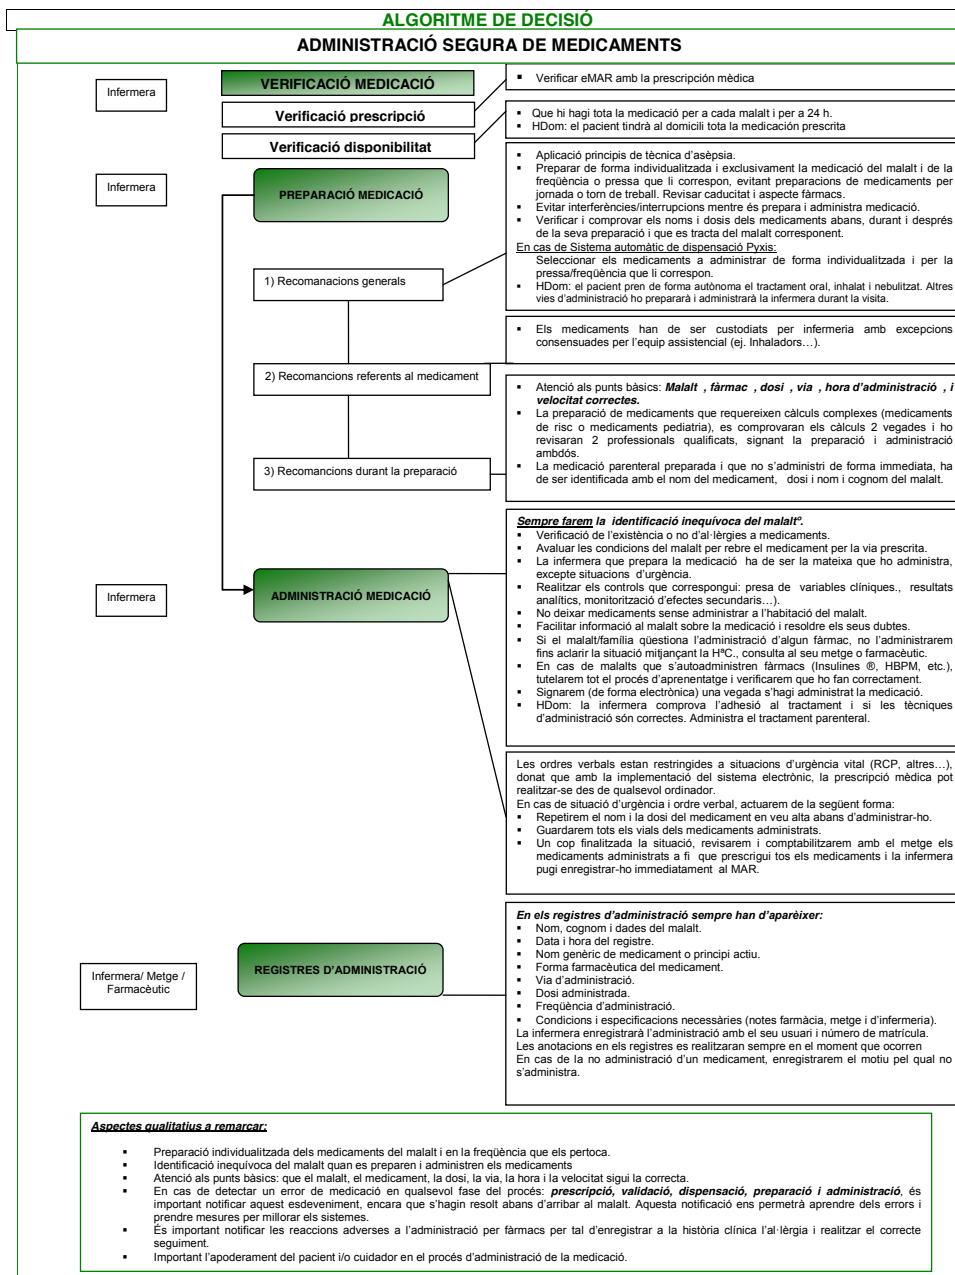 ALGORITME DE DECISIÓ
ADMINISTRACIÓ SEGURA DE MEDICAMENTS
Infermera
VERIFICACIÓ MEDICACIÓ
Verificació prescripció
Verificació disponibilitat
▪ Verificar eMAR amb la prescripción mèdica
▪ Que hi hagi tota la medicació per a cada malalt i per a 24 h.
▪ HDom: el pacient tindrà al domicili tota la medicación prescrita
Infermera
PREPARACIÓ MEDICACIÓ
1) Recomanacions generals
▪ Aplicació principis de tècnica d'asèpsia.
▪ Preparar de forma individualitzada i exclusivament la medicació del malalt i de la
freqüència o pressa que li correspon, evitant preparacions de medicaments per
jornada o torn de treball. Revisar caducitat i aspecte fàrmacs.
▪ Evitar interferències/interrupcions mentre és prepara i administra medicació.
▪ Verificar i comprovar els noms i dosis dels medicaments abans, durant i després
de la seva preparació i que es tracta del malalt corresponent.
En cas de Sistema automàtic de dispensació Pyxis:
Seleccionar els medicaments a administrar de forma individualitzada i per la
pressa/freqüència que li correspon.
▪ HDom: el pacient pren de forma autònoma el tractament oral, inhalat i nebulitzat. Altres
vies d'administració ho prepararà i administrarà la infermera durant la visita.
2) Recomancions referents al medicament
▪ Els medicaments han de ser custodiats per infermeria amb excepcions
consensuades per l'equip assistencial (ej. Inhaladors…).
3) Recomancions durant la preparació
▪ Atenció als punts bàsics: Malalt , fàrmac , dosi , via , hora d'administració , i
velocitat correctes.
▪ La preparació de medicaments que requereixen càlculs complexes (medicaments
de risc o medicaments pediatria), es comprovaran els càlculs 2 vegades i ho
revisaran 2 professionals qualificats, signant la preparació i administració
ambdós.
▪ La medicació parenteral preparada i que no s'administri de forma immediata, ha
de ser identificada amb el nom del medicament, dosi i nom i cognom del malalt.
Infermera
ADMINISTRACIÓ MEDICACIÓ
Sempre farem la identificació inequívoca del malaltº.
▪ Verificació de l'existència o no d'al·lèrgies a medicaments.
▪ Avaluar les condicions del malalt per rebre el medicament per la via prescrita.
▪ La infermera que prepara la medicació ha de ser la mateixa que ho administra,
excepte situacions d'urgència.
▪ Realitzar els controls que correspongui: presa de variables clíniques., resultats
analítics, monitorització d'efectes secundaris…).
▪ No deixar medicaments sense administrar a l'habitació del malalt.
▪ Facilitar informació al malalt sobre la medicació i resoldre els seus dubtes.
▪ Si el malalt/família qüestiona l'administració d'algun fàrmac, no l'administrarem
fins aclarir la situació mitjançant la HªC., consulta al seu metge o farmacèutic.
▪ En cas de malalts que s'autoadministren fàrmacs (Insulines ®, HBPM, etc.),
tutelarem tot el procés d'aprenentatge i verificarem que ho fan correctament.
▪ Signarem (de forma electrònica) una vegada s'hagi administrat la medicació.
▪ HDom: la infermera comprova l'adhesió al tractament i si les tècniques
d'administració són correctes. Administra el tractament parenteral.
Les ordres verbals estan restringides a situacions d'urgència vital (RCP, altres…),
donat que amb la implementació del sistema electrònic, la prescripció mèdica pot
realitzar-se des de qualsevol ordinador.
En cas de situació d'urgència i ordre verbal, actuarem de la següent forma:
▪ Repetirem el nom i la dosi del medicament en veu alta abans d'administrar-ho.
▪ Guardarem tots els vials dels medicaments administrats.
▪ Un cop finalitzada la situació, revisarem i comptabilitzarem amb el metge els
medicaments administrats a fi que prescrigui tos els medicaments i la infermera
pugi enregistrar-ho immediatament al MAR.
Infermera/ Metge /
Farmacèutic
REGISTRES D'ADMINISTRACIÓ
En els registres d'administració sempre han d'aparèixer:
▪ Nom, cognom i dades del malalt.
▪ Data i hora del registre.
▪ Nom genèric de medicament o principi actiu.
▪ Forma farmacèutica del medicament.
▪ Via d'administració.
▪ Dosi administrada.
▪ Freqüència d'administració.
▪ Condicions i especificacions necessàries (notes farmàcia, metge i d'infermeria).
La infermera enregistrarà l'administració amb el seu usuari i número de matrícula.
Les anotacions en els registres es realitzaran sempre en el moment que ocorren
En cas de la no administració d'un medicament, enregistrarem el motiu pel qual no
s'administra.
Aspectes qualitatius a remarcar:
▪ Preparació individualitzada dels medicaments del malalt i en la freqüència que els pertoca.
▪ Identificació inequívoca del malalt quan es preparen i administren els medicaments
▪ Atenció als punts bàsics: que el malalt, el medicament, la dosi, la via, la hora i la velocitat sigui la correcta.
▪ En cas de detectar un error de medicació en qualsevol fase del procés: prescripció, validació, dispensació, preparació i administració, és
important notificar aquest esdeveniment, encara que s'hagin resolt abans d'arribar al malalt. Aquesta notificació ens permetrà aprendre dels errors i
prendre mesures per millorar els sistemes.
▪ És important notificar les reaccions adverses a l'administració per fàrmacs per tal d'enregistrar a la història clínica l'al·lèrgia i realitzar el correcte
seguiment.
▪ Important l'apoderament del pacient i/o cuidador en el procés d'administració de la medicació.